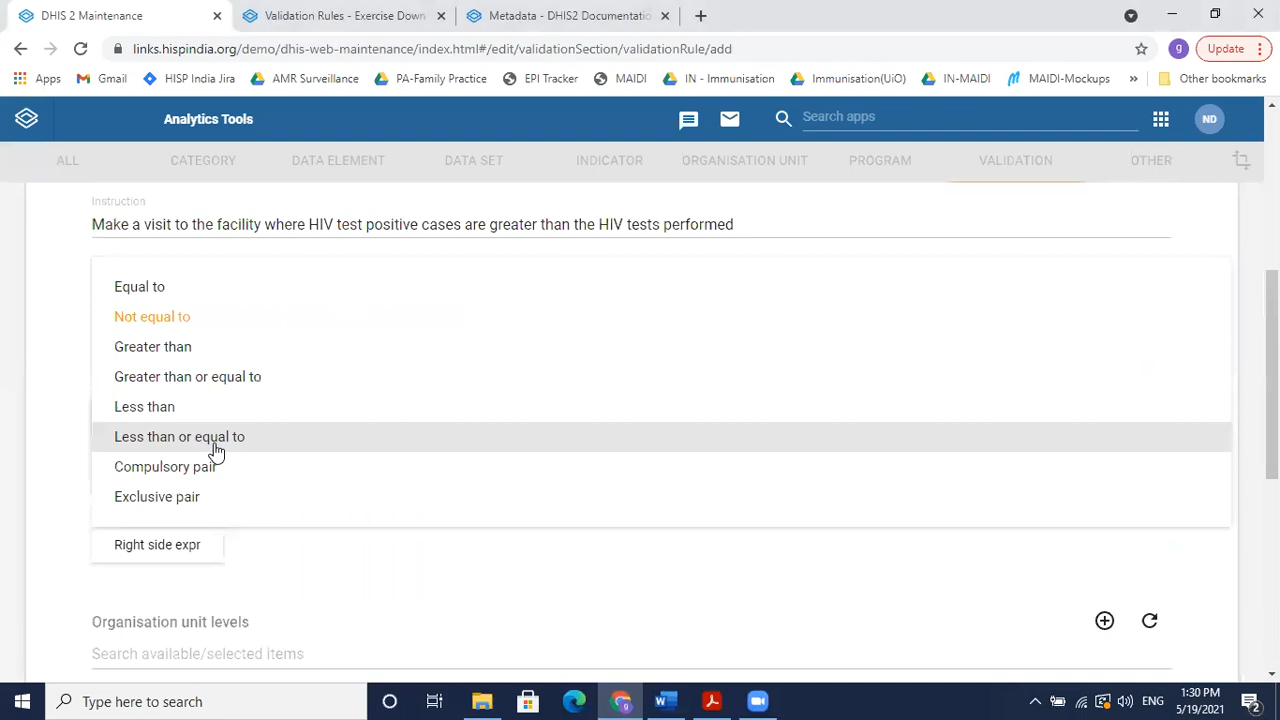 DHIS 2 Maintenance
Validation Rules - Exercise Down
Metadata - DHIS2 Documentatio
links.hispindia.org/demo/dhis-web-maintenance/index.html#/edit/validationSection/validationRule/add
g
Update
Apps
Gmail
HISP India Jira
AMR Surveillance
PA-Family Practice
EPI Tracker
MAIDI
IN - Immunisation
Immunisation(UiO)
IN-MAIDI
MAIDI-Mockups
»
Other bookmarks
Analytics Tools
Search apps
ND
ALL
CATEGORY
DATA ELEMENT
DATA SET
INDICATOR
ORGANISATION UNIT
PROGRAM
VALIDATION
OTHER
Instruction
Make a visit to the facility where HIV test positive cases are greater than the HIV tests performed
Equal to
Not equal to
Greater than
Greater than or equal to
Less than
Less than or equal to
Compulsory pair
Exclusive pair
Right side expr
Organisation unit levels
Search available/selected items
Type here to search
ENG
1:30 PM
5/19/2021
2